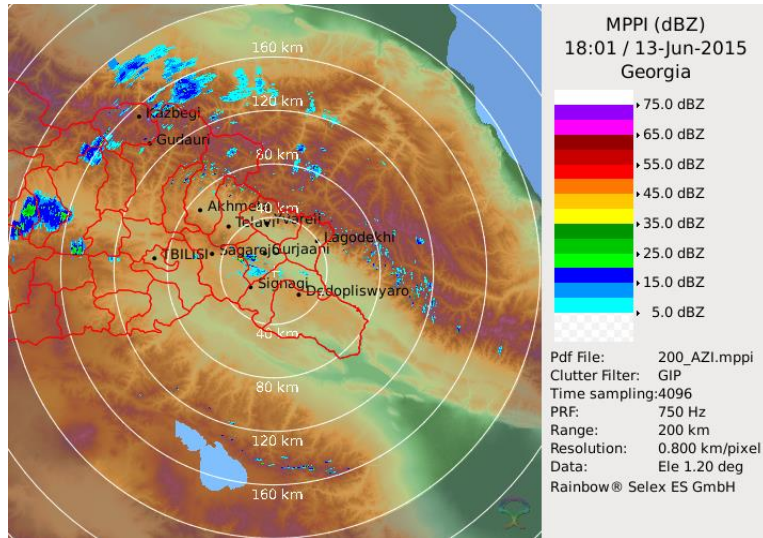 MPPI (dBZ)
18:01 / 13-Jun-2015
Georgia
75.0 dBZ
65.0 dBZ
55.0 dBZ
45.0 dBZ
35.0 dBZ
25.0 dBZ
15.0 dBZ
5.0 dBZ
Pdf File: 200_AZI.mppi
Clutter Filter: GIP
Time sampling:4096
PRF: 750 Hz
Range: 200 km
Resolution: 0.800 km/pixel
Data: Ele 1.20 deg
Rainbow® Selex ES GmbH
160 km
120 km
Kazbegi
Gudauri
80 km
40 km
Akhmeta
Telavi
Kvareli
Lagodekhi
TBILISI
Sagarejo
Gurjaani
Signagi
Dedopliswyaro
40 km
80 km
120 km
160 km